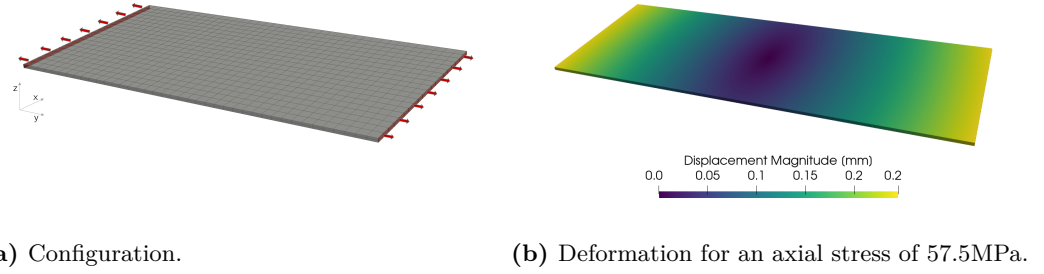 z
x
y
Displacement Magnitude [mm]
0.0 0.05 0.1 0.15 0.2 0.2
) Configuration.
(b) Deformation for an axial stress of 57.5MPa.